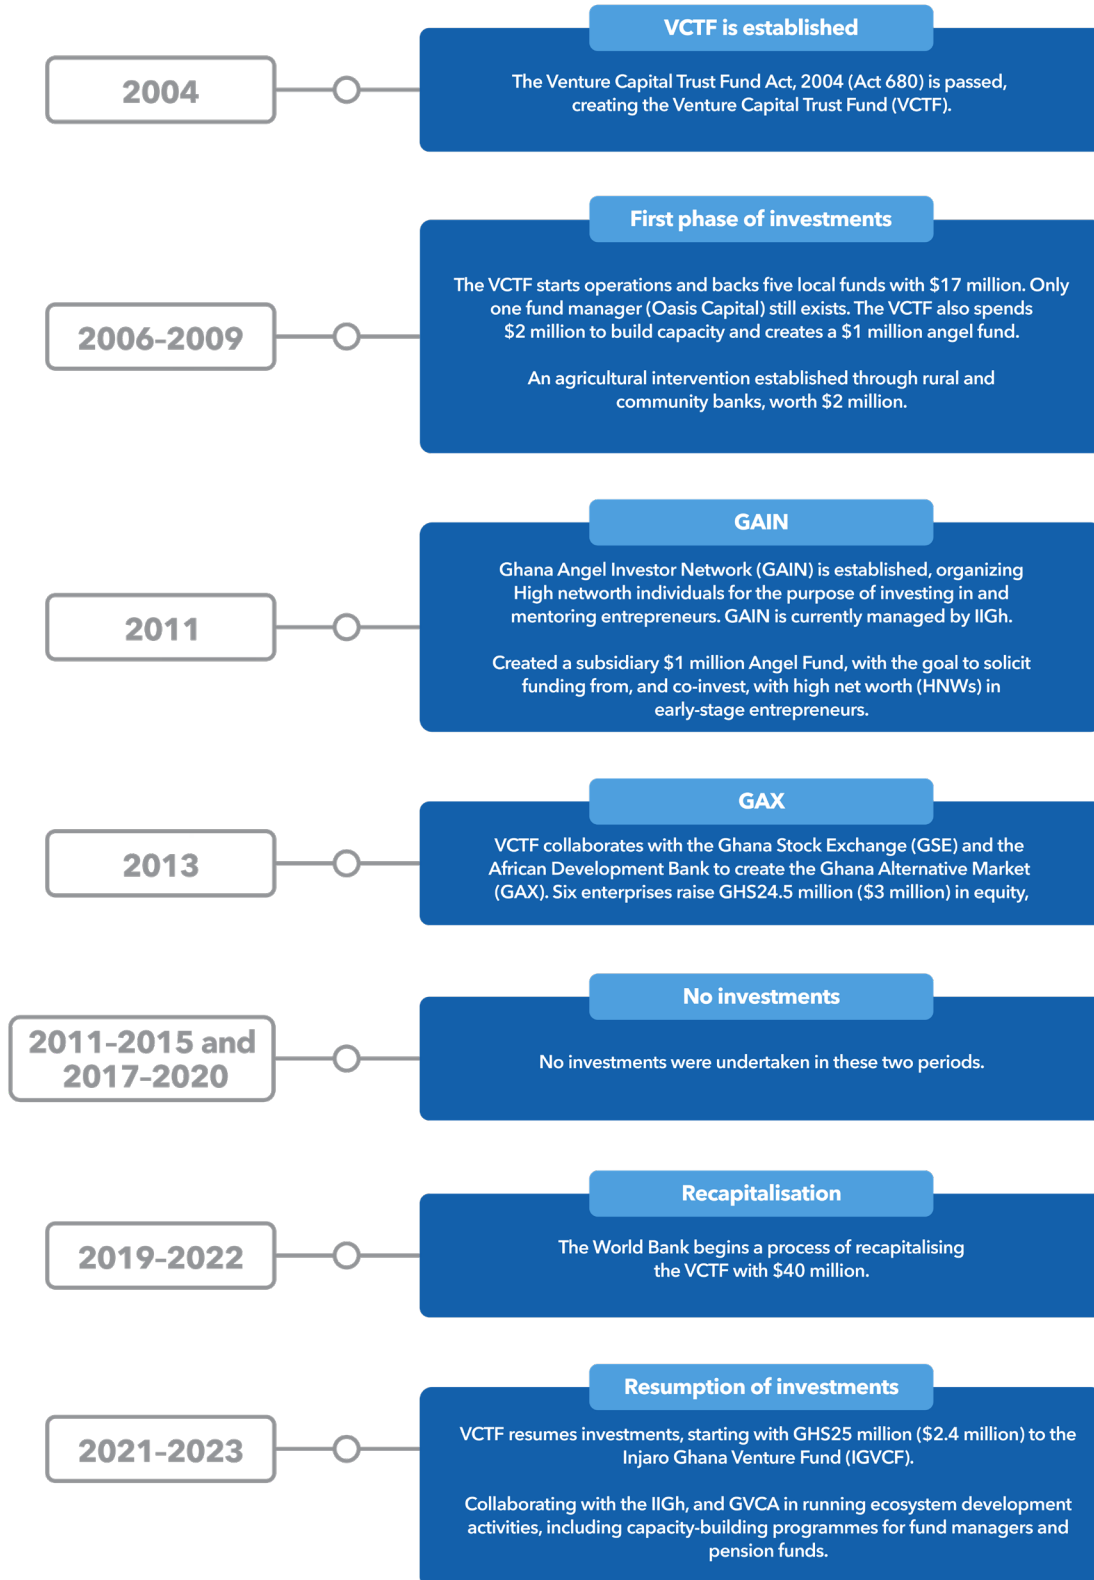 VCTF is established
2004
The Venture Capital Trust Fund Act, 2004 (Act 680) is passed,
creating the Venture Capital Trust Fund (VCTF).
First phase of investments
2006–2009
The VCTF starts operations and backs five local funds with $17 million. Only
one fund manager (Oasis Capital) still exists. The VCTF also spends
$2 million to build capacity and creates a $1 million angel fund.
An agricultural intervention established through rural and
community banks, worth $2 million.
GAIN
2011
Ghana Angel Investor Network (GAIN) is established, organizing
High networth individuals for the purpose of investing in and
mentoring entrepreneurs. GAIN is currently managed by IIGh.
Created a subsidiary $1 million Angel Fund, with the goal to solicit
funding from, and co-invest, with high net worth (HNWs) in
early-stage entrepreneurs.
GAX
2013
VCTF collaborates with the Ghana Stock Exchange (GSE) and the
African Development Bank to create the Ghana Alternative Market
(GAX). Six enterprises raise GHS24.5 million ($3 million) in equity,
No investments
2011–2015 and
2017–2020
No investments were undertaken in these two periods.
Recapitalisation
2019–2022
The World Bank begins a process of recapitalising
the VCTF with $40 million.
Resumption of investments
2021–2023
VCTF resumes investments, starting with GHS25 million ($2.4 million) to the
Injaro Ghana Venture Fund (IGVCF).
Collaborating with the IIGh, and GVCA in running ecosystem development
activities, including capacity-building programmes for fund managers and
pension funds.